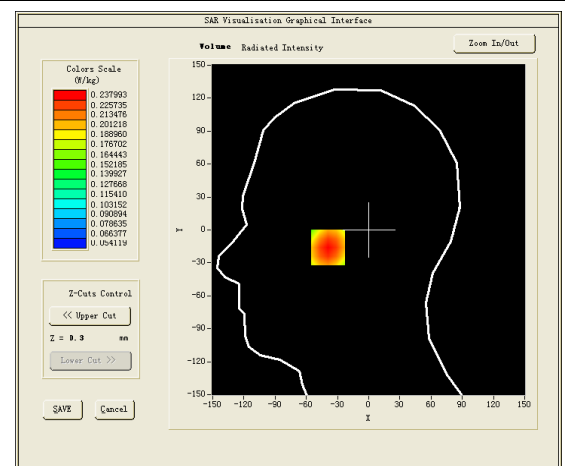 SAR Visualisation Graphical Interface
Volume Radiated Intensity
Zoom In/Out
Colors Scale
(W/kg)
0.237993
0.225735
0.213476
0.201218
0.188960
0.176702
0.164443
0.152185
0.139927
0.127668
0.115410
0.103152
0.090894
0.078635
0.066377
0.054119
Z-Cuts Control
<< Upper Cut
Z = 0.3 mm
Lower Cut >>
SAVE Cancel
150
120
90
60
30
0
-30
-60
-90
-120
-150
Y
-150 -120 -90 -60 -30 0 30 60 90 120 150
X